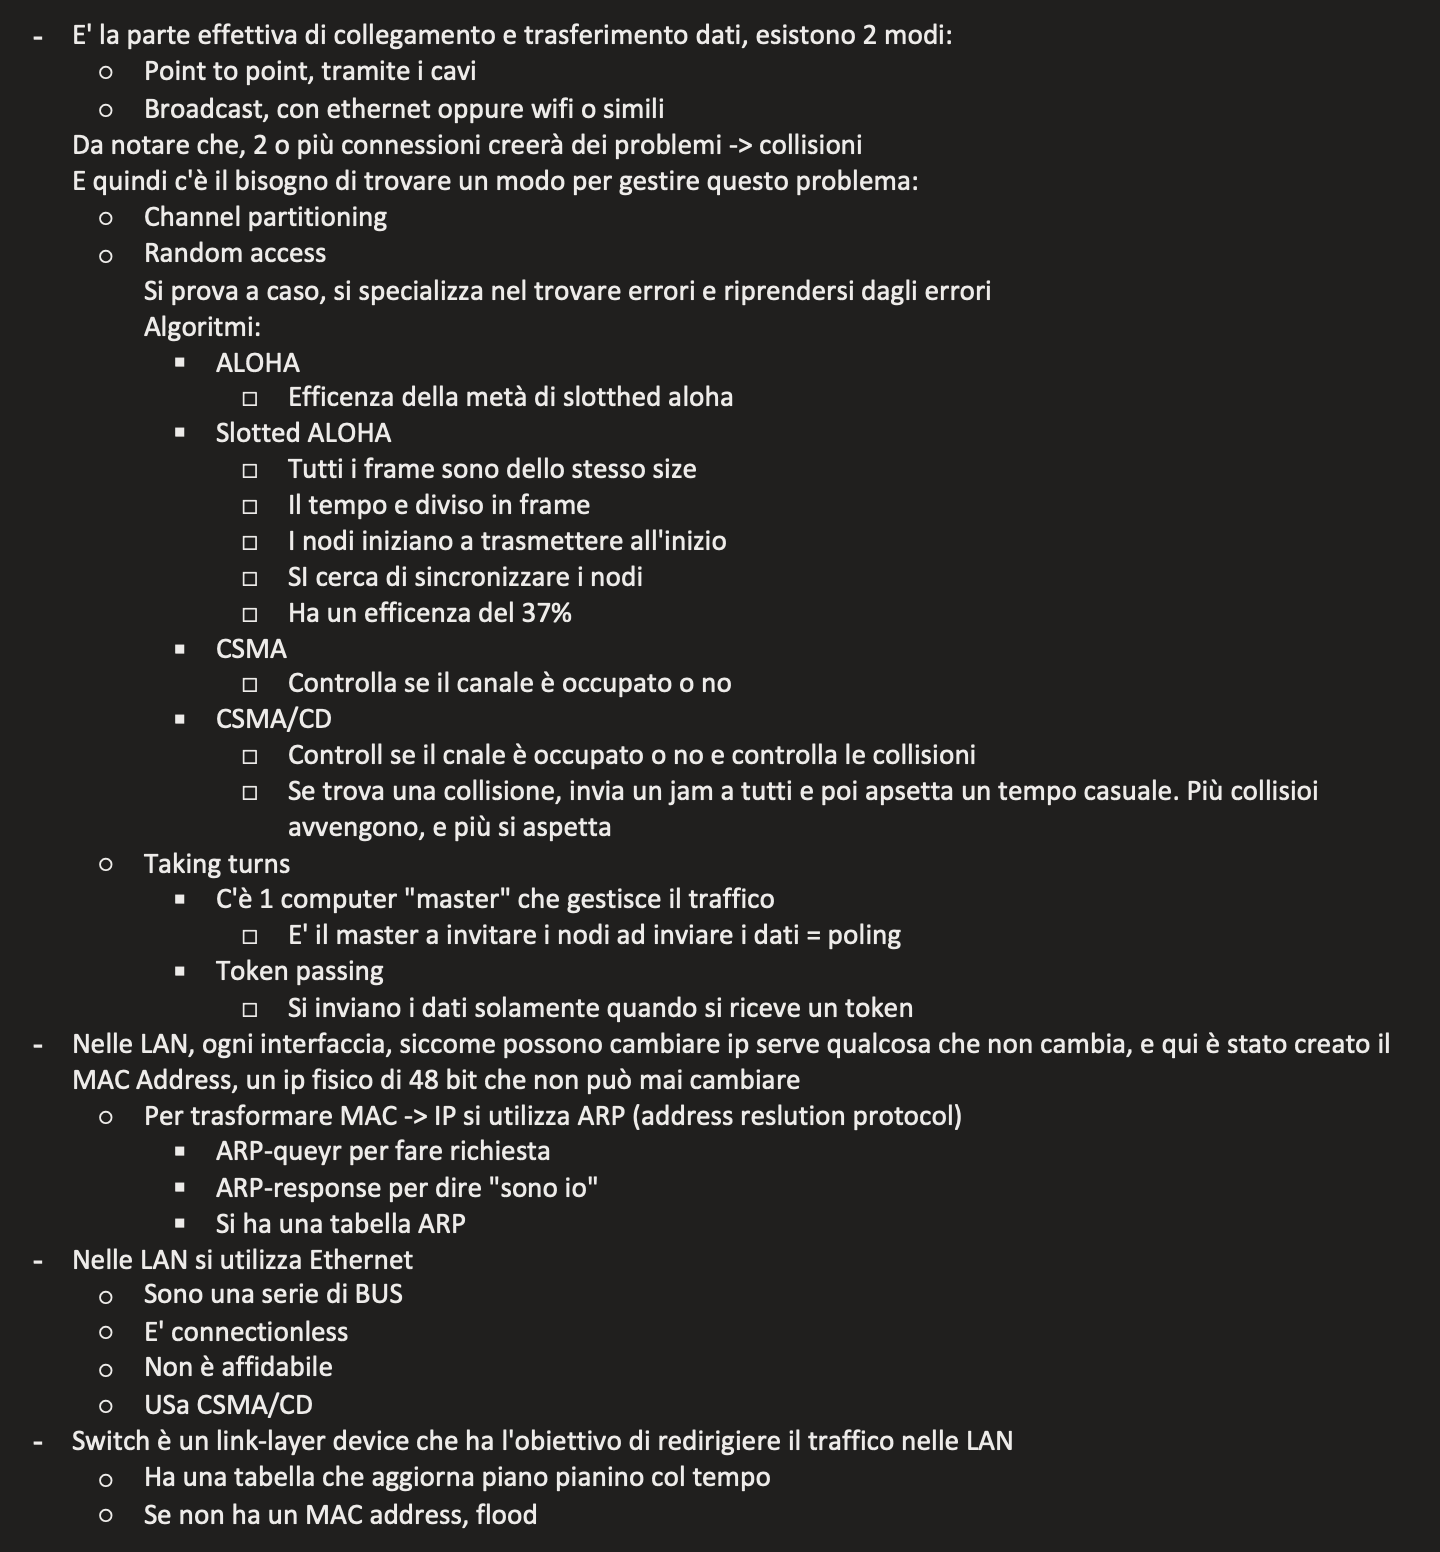 - E' la parte effettiva di collegamento e trasferimento dati, esistono 2 modi:
○ Point to point, tramite i cavi
○ Broadcast, con ethernet oppure wifi o simili
Da notare che, 2 o più connessioni creerà dei problemi -> collisioni
E quindi c'è il bisogno di trovare un modo per gestire questo problema:
○ Channel partitioning
○ Random access
Si prova a caso, si specializza nel trovare errori e riprendersi dagli errori
Algoritmi:
▪ ALOHA
□ Efficenza della metà di slotthed aloha
▪ Slotted ALOHA
□ Tutti i frame sono dello stesso size
□ Il tempo e diviso in frame
□ I nodi iniziano a trasmettere all'inizio
□ SI cerca di sincronizzare i nodi
□ Ha un efficenza del 37%
▪ CSMA
□ Controlla se il canale è occupato o no
▪ CSMA/CD
□ Controll se il cnale è occupato o no e controlla le collisioni
□ Se trova una collisione, invia un jam a tutti e poi apsetta un tempo casuale. Più collisioi
avvengono, e più si aspetta
○ Taking turns
▪ C'è 1 computer "master" che gestisce il traffico
□ E' il master a invitare i nodi ad inviare i dati = poling
▪ Token passing
□ Si inviano i dati solamente quando si riceve un token
- Nelle LAN, ogni interfaccia, siccome possono cambiare ip serve qualcosa che non cambia, e qui è stato creato il
MAC Address, un ip fisico di 48 bit che non può mai cambiare
○ Per trasformare MAC -> IP si utilizza ARP (address reslution protocol)
▪ ARP-queyr per fare richiesta
▪ ARP-response per dire "sono io"
▪ Si ha una tabella ARP
- Nelle LAN si utilizza Ethernet
○ Sono una serie di BUS
○ E' connectionless
○ Non è affidabile
○ USa CSMA/CD
- Switch è un link-layer device che ha l'obiettivo di redirigiere il traffico nelle LAN
○ Ha una tabella che aggiorna piano pianino col tempo
○ Se non ha un MAC address, flood